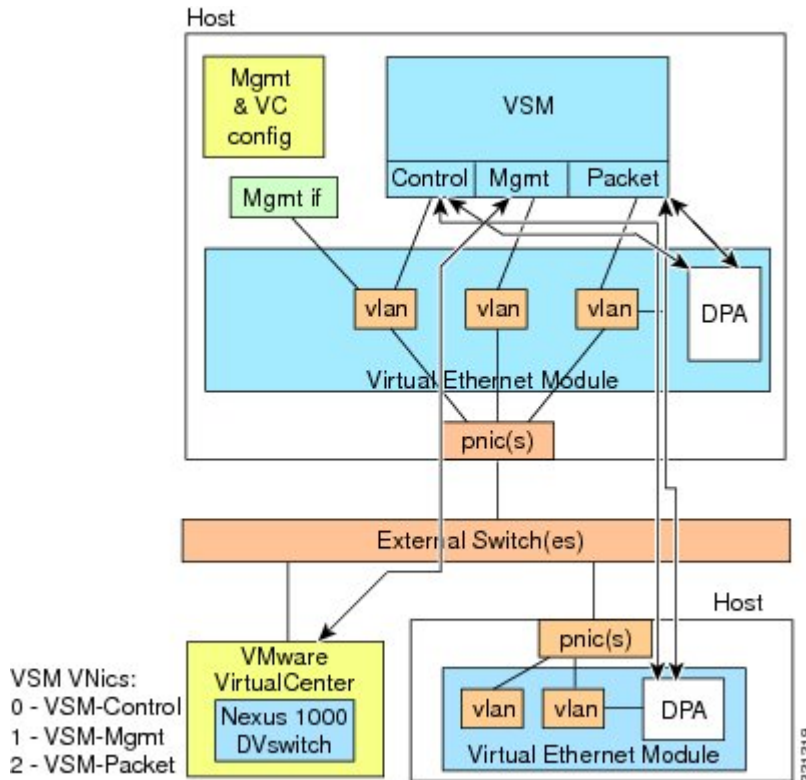 Host
Mgmt
& VC
config
VSM
Control
Mgmt
Packet
Mgmt if
vlan
vlan
vlan
DPA
Virtual Ethernet Module
pnic(s)
External Switch(es)
Host
pnic(s)
VMware
VirtualCenter
Nexus 1000
DVswitch
vlan
vlan
DPA
Virtual Ethernet Module
VSM VNics:
0 - VSM-Control
1 - VSM-Mgmt
2 - VSM-Packet